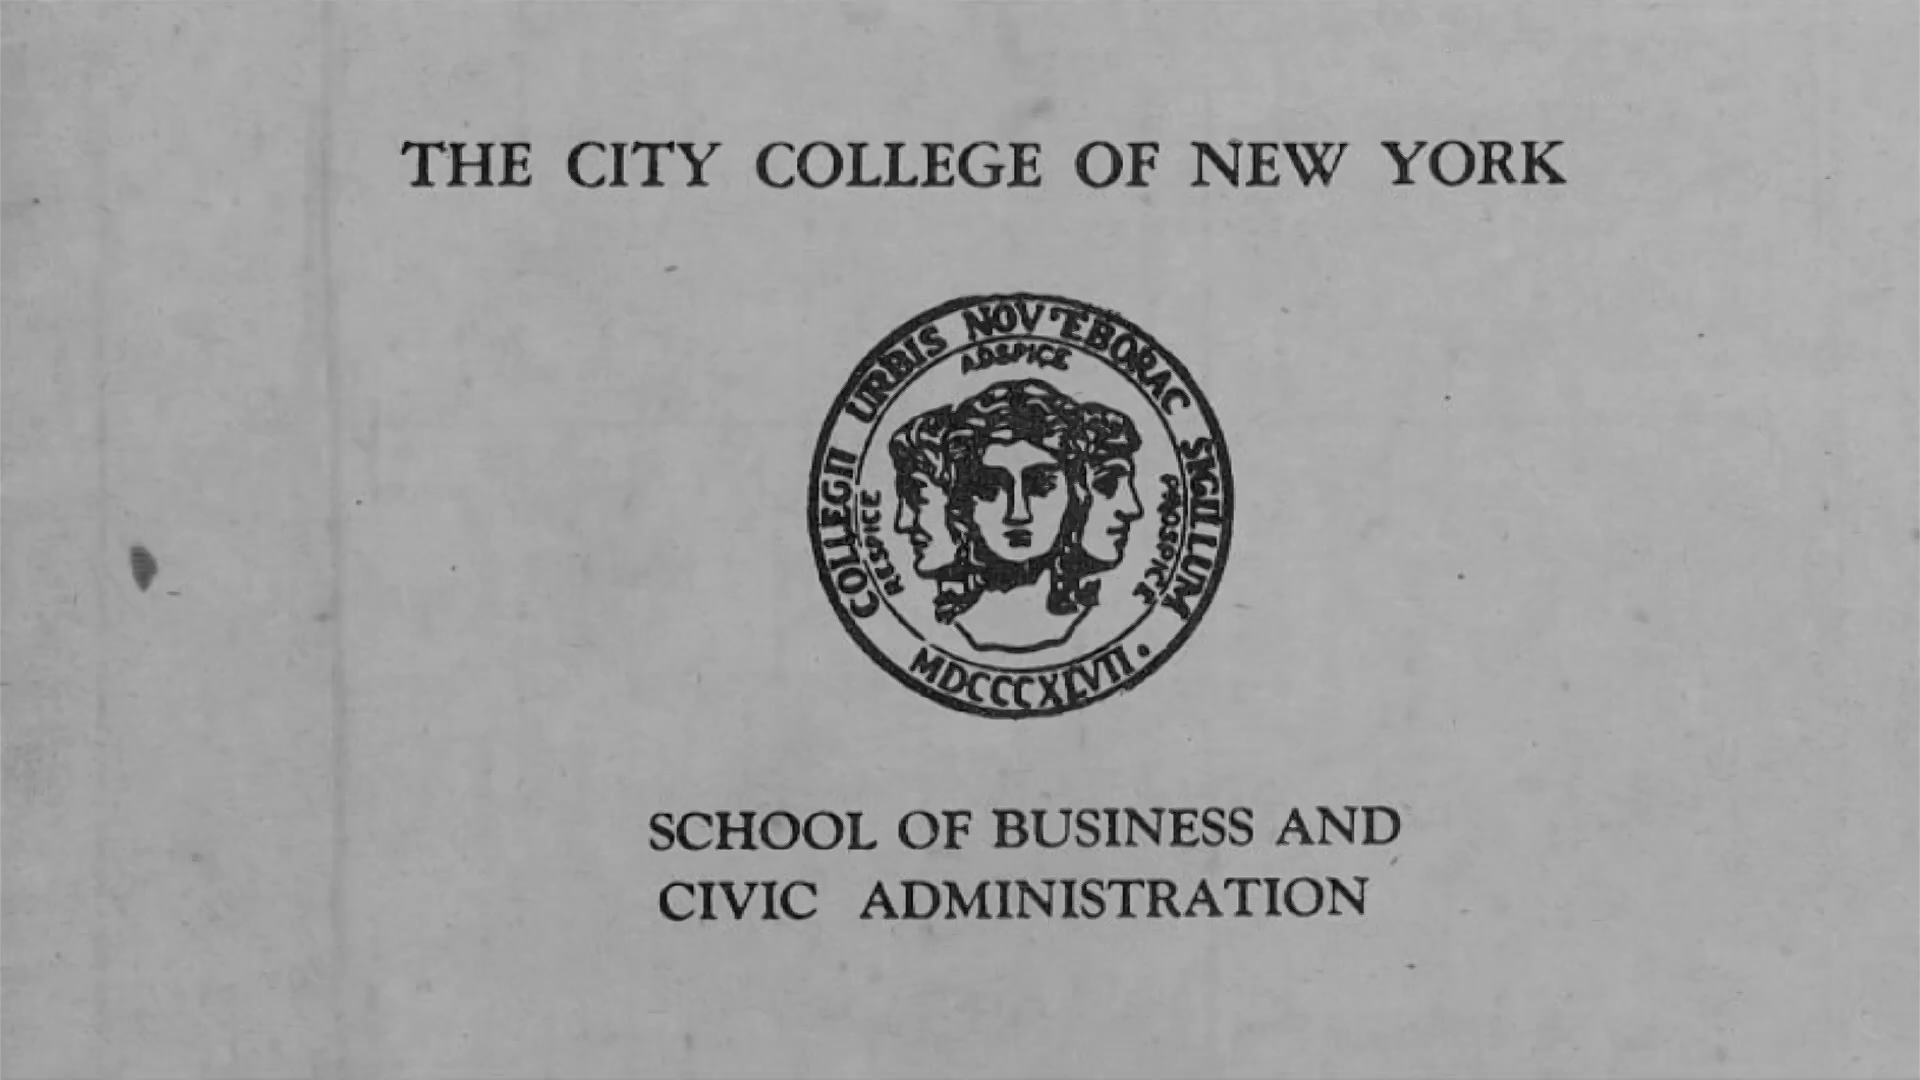 THE CITY COLLEGE OF NEW YORK
COLLEGII URBIS NOV EBORAC SIGILLUM
ADSPICE
RESPICE
PROSPICE
MDCCCXLVII.
SCHOOL OF BUSINESS AND
CIVIC ADMINISTRATION